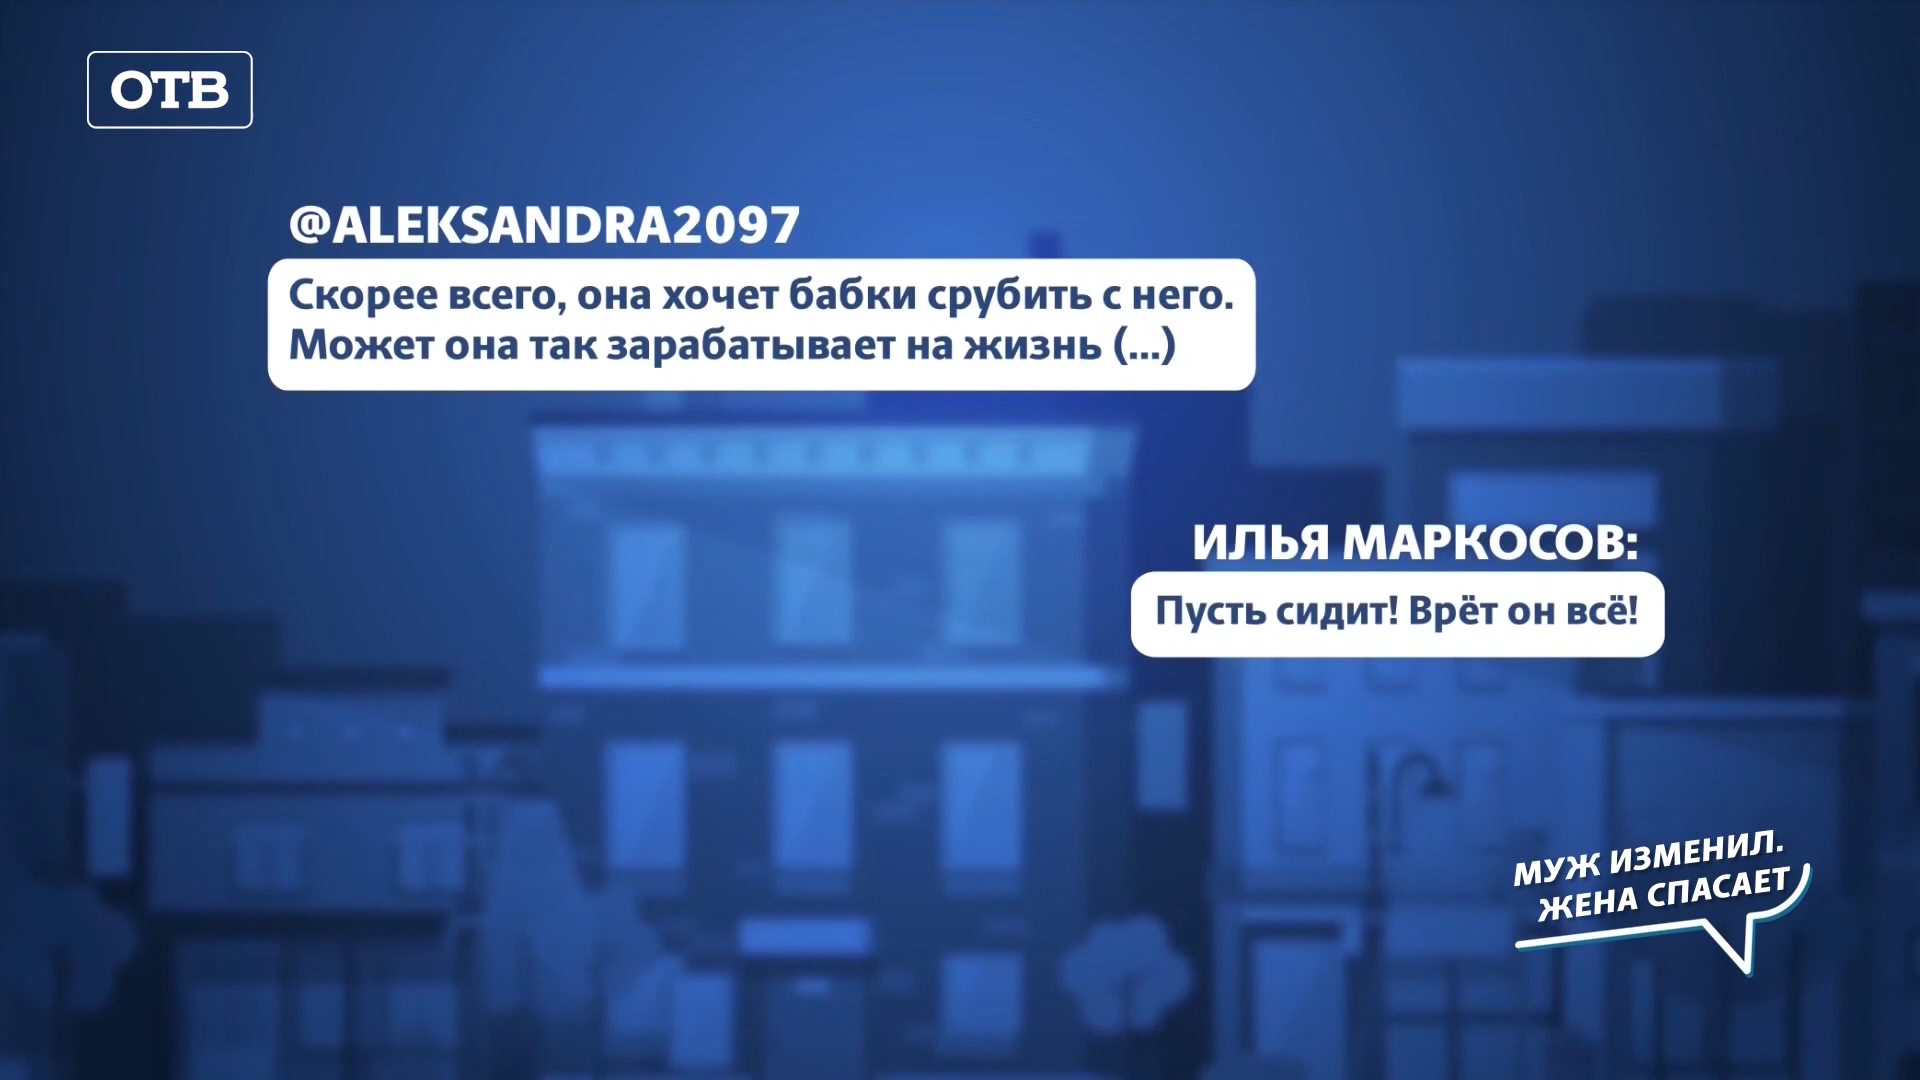 ОТВ
@ALEKSANDRA2097
Скорее всего, она хочет бабки срубить с него.
Может она так зарабатывает на жизнь (...)
ИЛЬЯ МАРКОСОВ:
Пусть сидит! Врёт он всё!
МУЖ ИЗМЕНИЛ.
ЖЕНА СПАСАЕТ